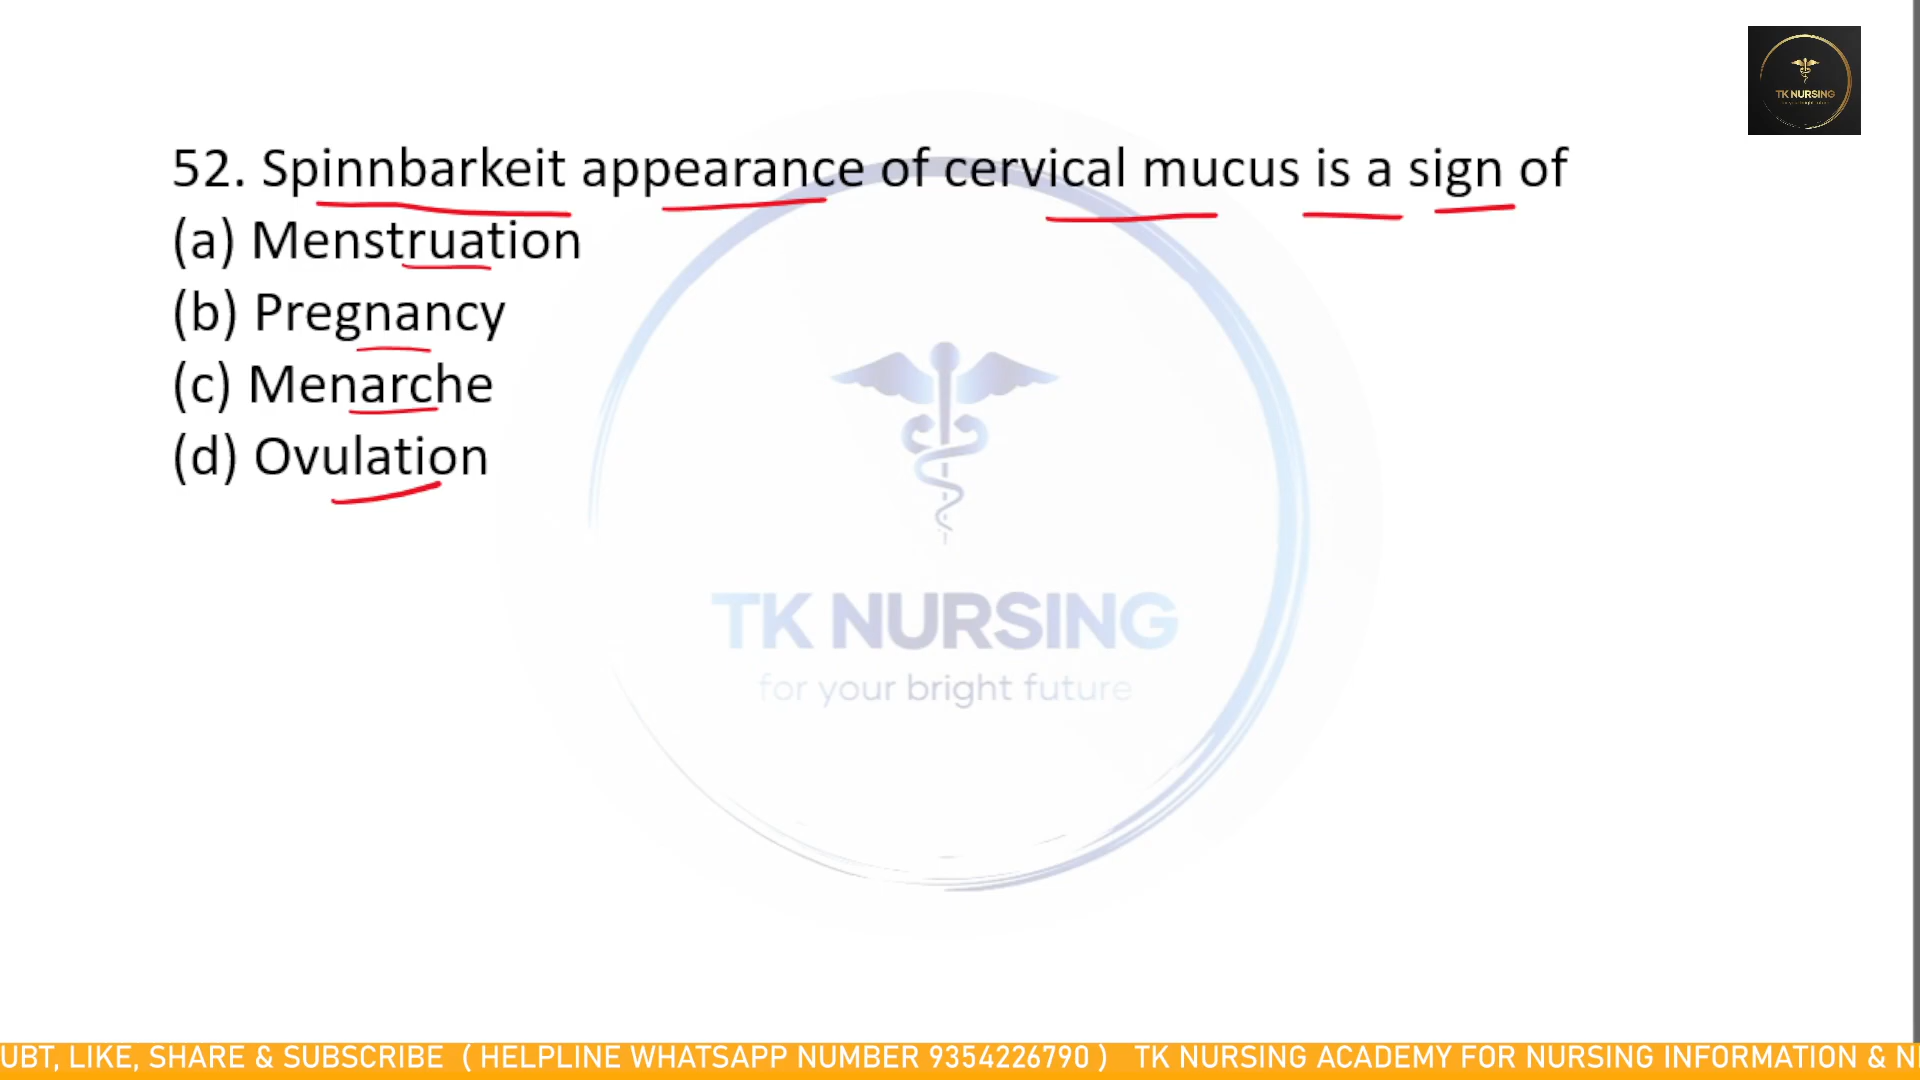 TK NURSING
52. Spinnbarkeit appearance of cervical mucus is a sign of
(a) Menstruation
(b) Pregnancy
(c) Menarche
(d) Ovulation
TK NURSING
for your bright future
UBT, LIKE, SHARE & SUBSCRIBE ( HELPLINE WHATSAPP NUMBER 9354226790 ) TK NURSING ACADEMY FOR NURSING INFORMATION & N